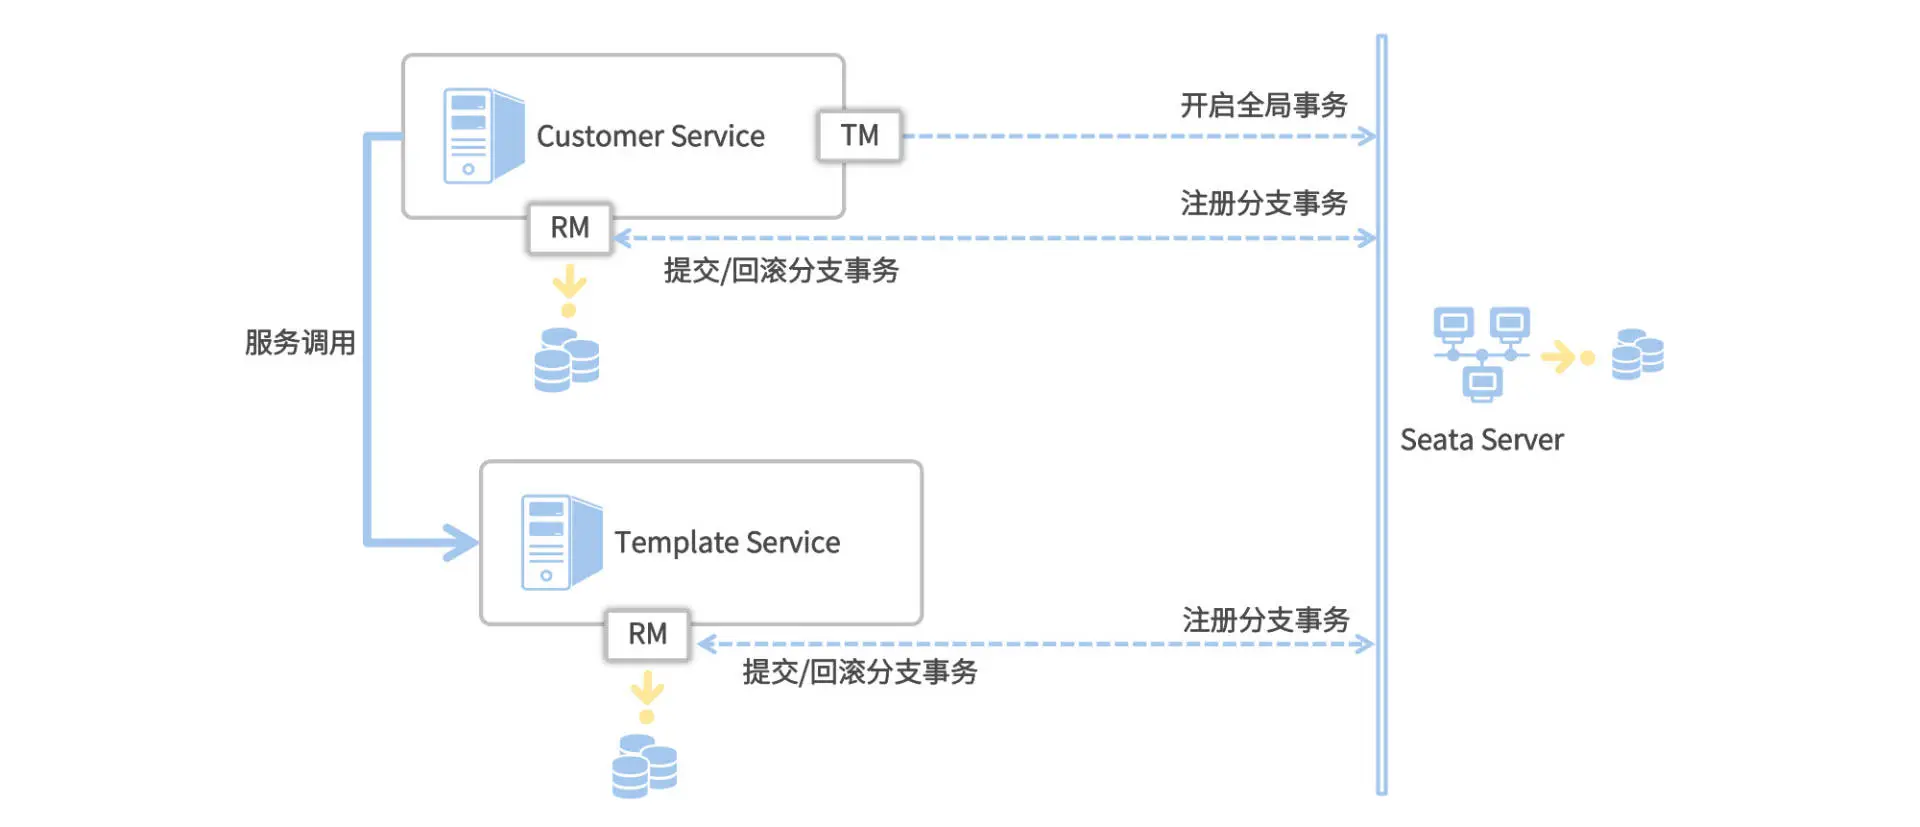 开启全局事务
Customer Service
TM
注册分支事务
RM
提交/回滚分支事务
服务调用
Seata Server
Template Service
注册分支事务
RM
提交/回滚分支事务